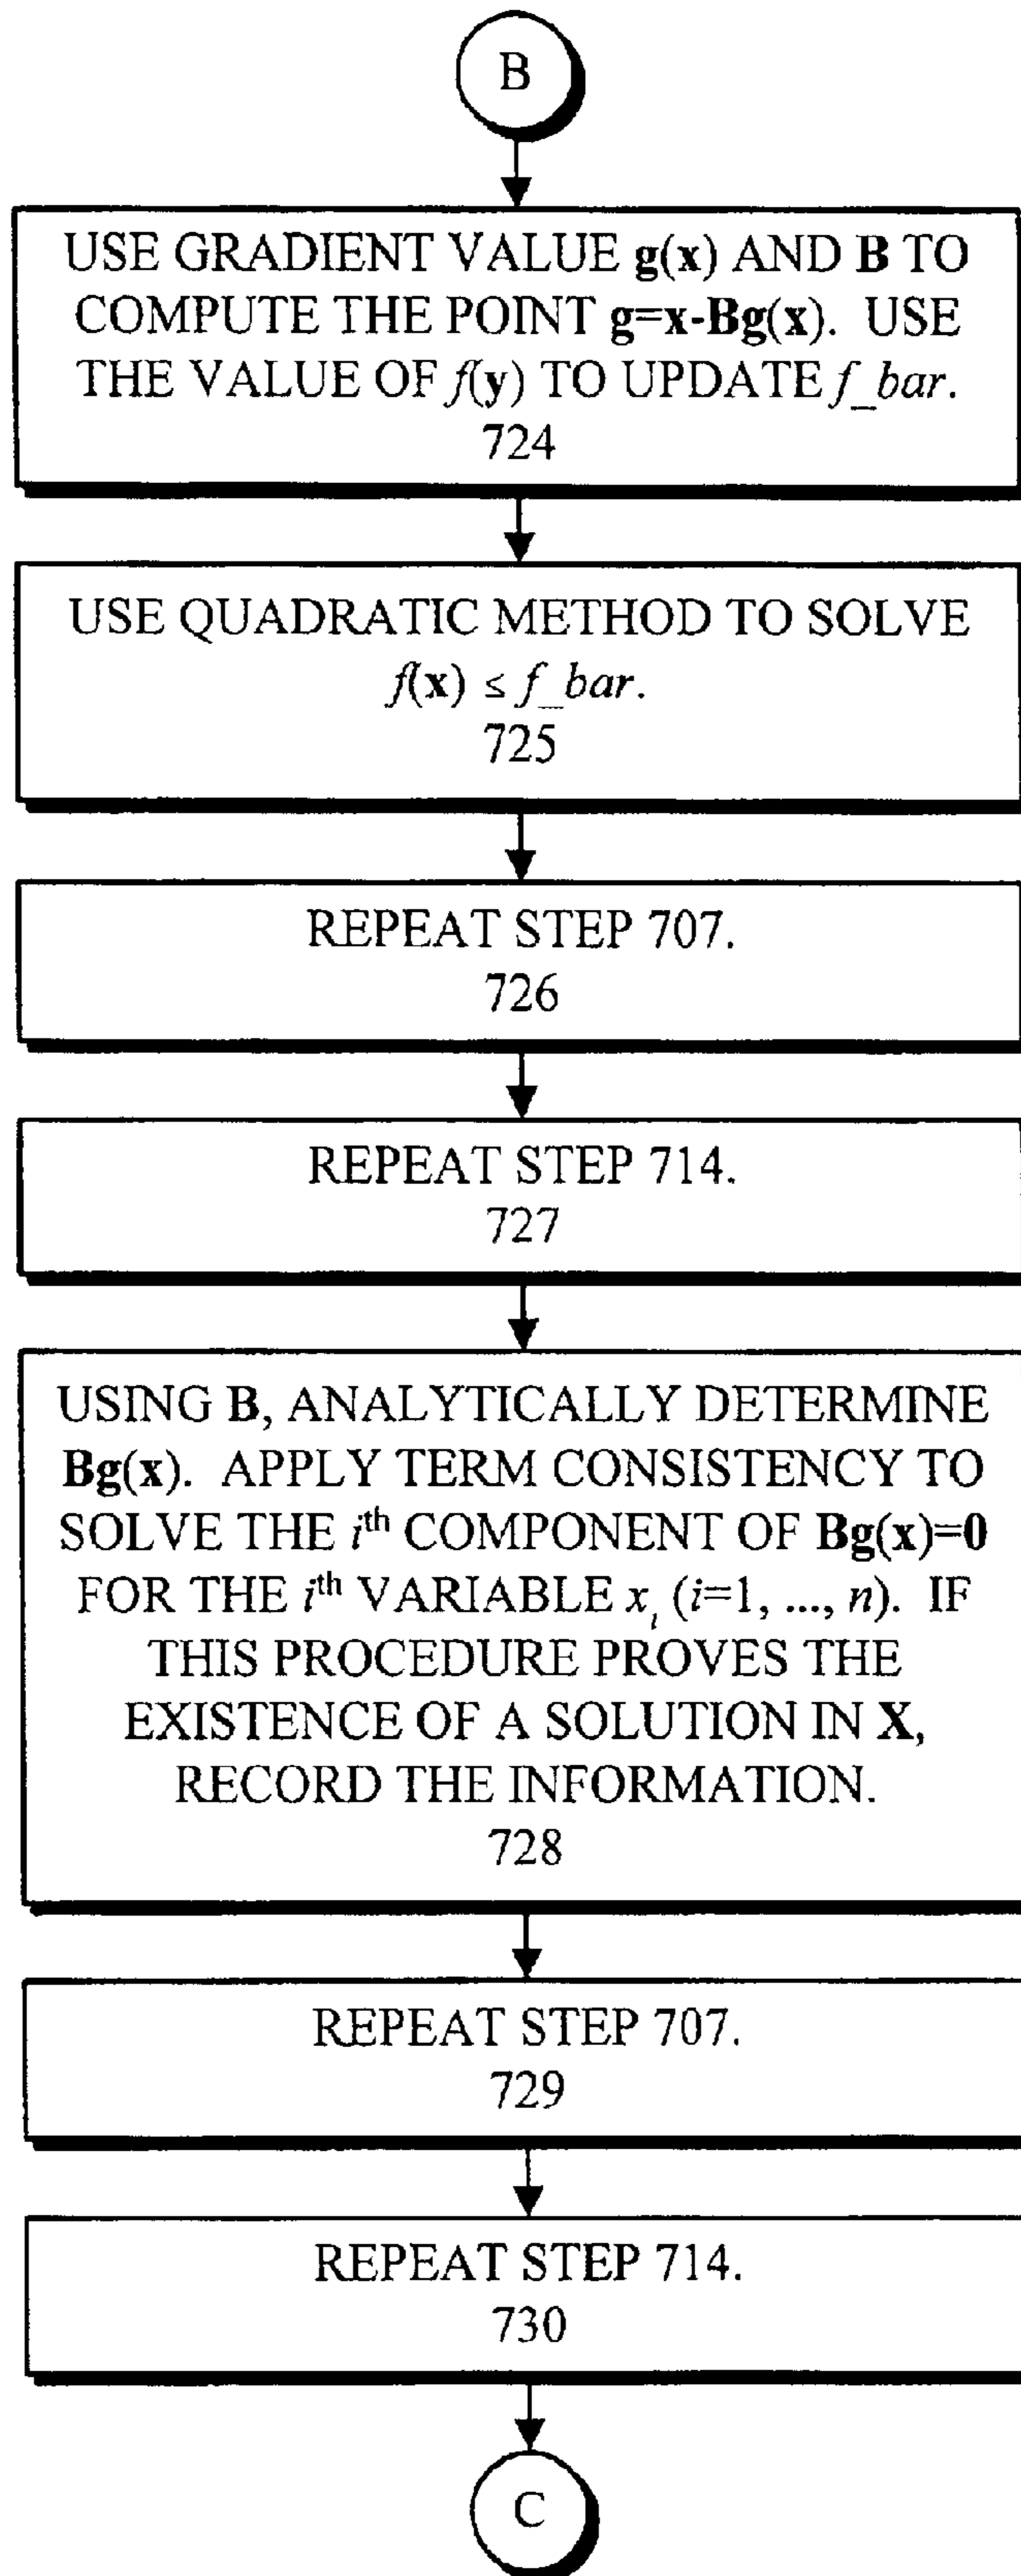 B
USE GRADIENT VALUE g(x) AND B TO
COMPUTE THE POINT g=x-Bg(x). USE
THE VALUE OF f(y) TO UPDATE f_bar.
724
USE QUADRATIC METHOD TO SOLVE
f(x) ≤ f_bar.
725
REPEAT STEP 707.
726
REPEAT STEP 714.
727
USING B, ANALYTICALLY DETERMINE
Bg(x). APPLY TERM CONSISTENCY TO
SOLVE THE iᵗʰ COMPONENT OF Bg(x)=0
FOR THE iᵗʰ VARIABLE xᵢ (i=1, ..., n). IF
THIS PROCEDURE PROVES THE
EXISTENCE OF A SOLUTION IN X,
RECORD THE INFORMATION.
728
REPEAT STEP 707.
729
REPEAT STEP 714.
730
C